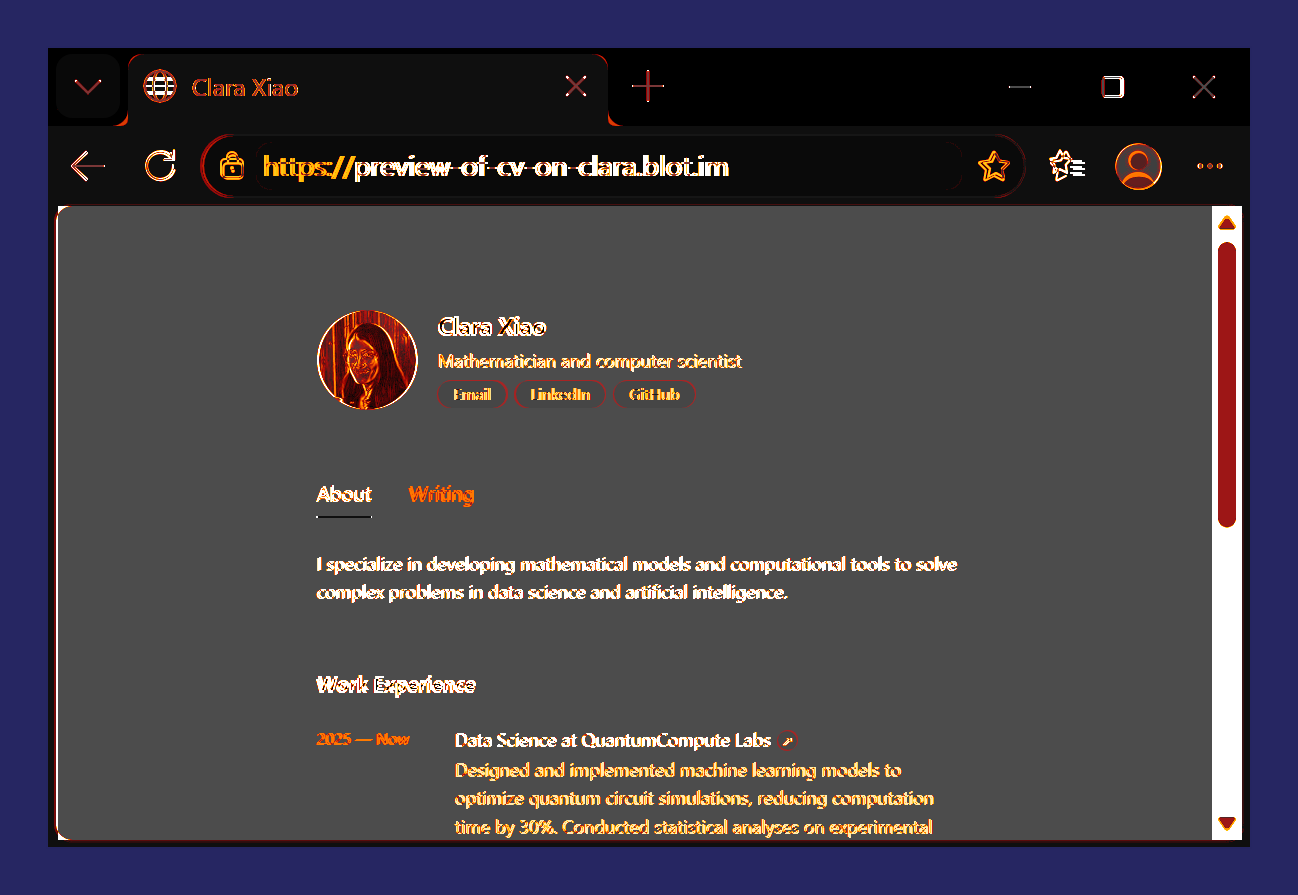 Clara Xiao
https://preview-of-cv-on-clara.blot.im
Clara Xiao
Mathematician and computer scientist
Email LinkedIn GitHub
About Writing
I specialize in developing mathematical models and computational tools to solve
complex problems in data science and artificial intelligence.
Work Experience
2025 — Now
Data Science at QuantumCompute Labs ↗
Designed and implemented machine learning models to
optimize quantum circuit simulations, reducing computation
time by 30%. Conducted statistical analyses on experimental